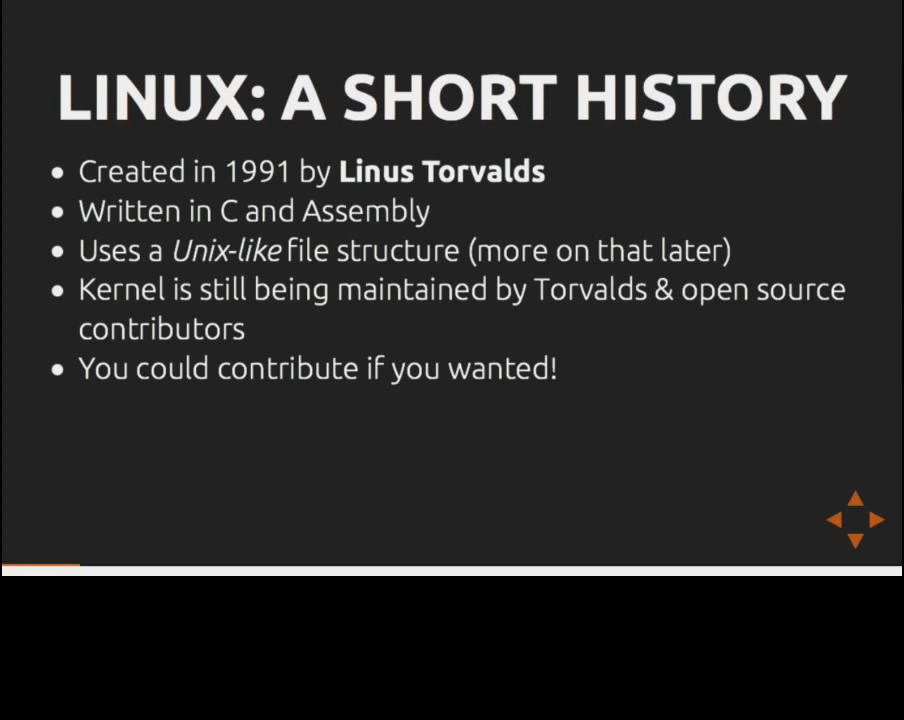 LINUX: A SHORT HISTORY
• Created in 1991 by Linus Torvalds
• Written in C and Assembly
• Uses a Unix-like file structure (more on that later)
• Kernel is still being maintained by Torvalds & open source
contributors
• You could contribute if you wanted!